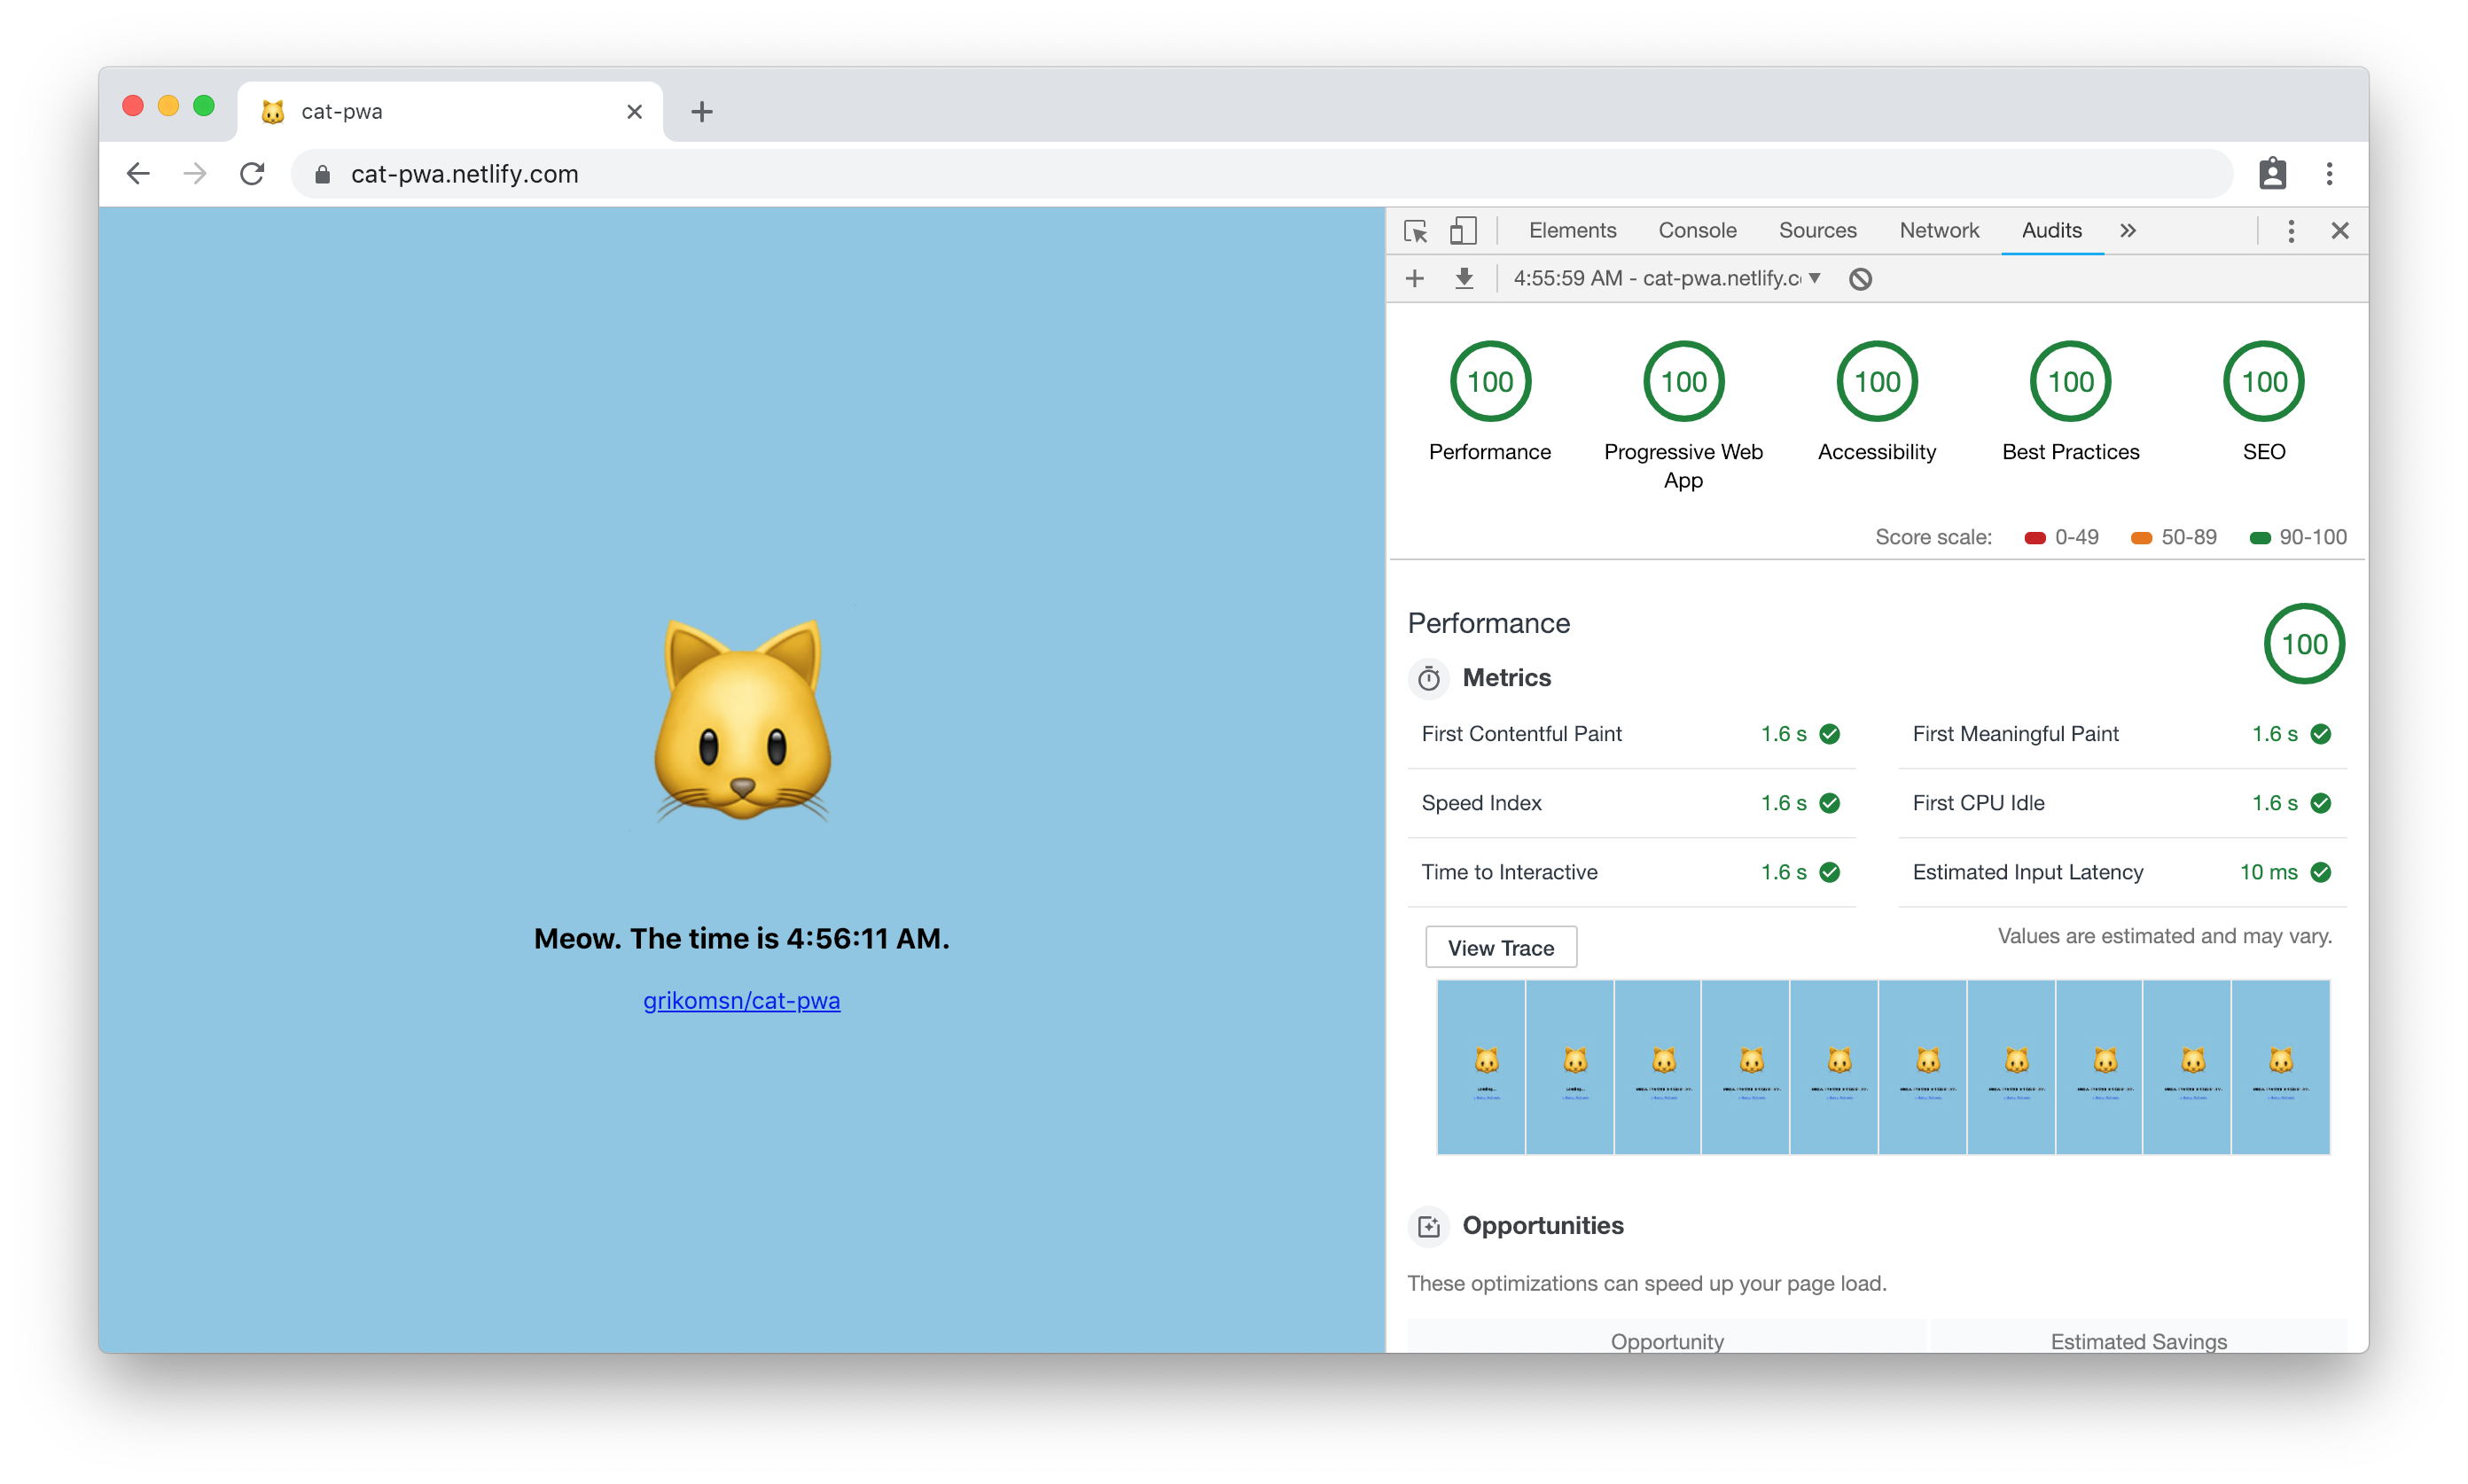 cat-pwa
cat-pwa.netlify.com
Meow. The time is 4:56:11 AM.
grikomsn/cat-pwa
Elements Console Sources Network Audits
4:55:59 AM - cat-pwa.netlify.c
100 100 100 100 100
Performance Progressive Web App Accessibility Best Practices SEO
Score scale: 0-49 50-89 90-100
Performance 100
Metrics
First Contentful Paint 1.6 s First Meaningful Paint 1.6 s
Speed Index 1.6 s First CPU Idle 1.6 s
Time to Interactive 1.6 s Estimated Input Latency 10 ms
View Trace Values are estimated and may vary.
Opportunities
These optimizations can speed up your page load.
Opportunity Estimated Savings